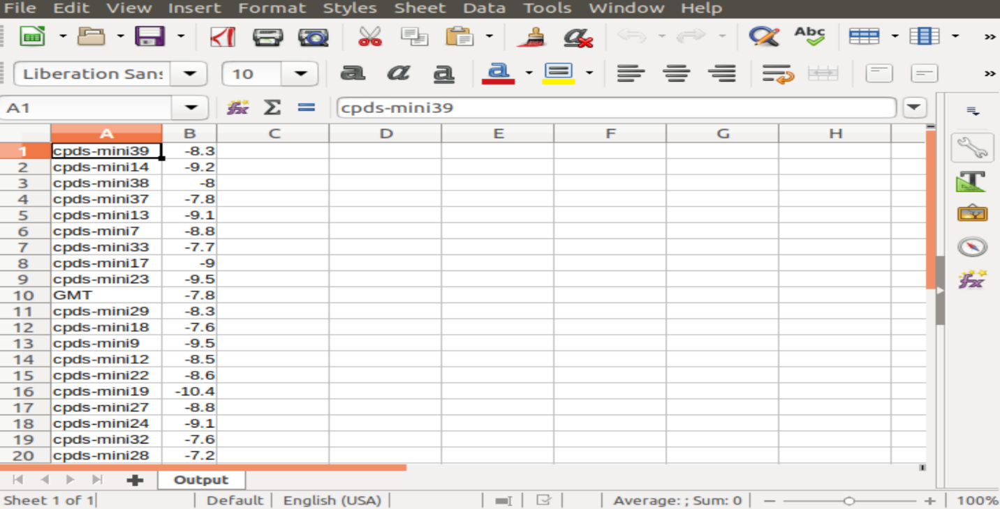 File Edit View Insert Format Styles Sheet Data Tools Window Help
Abc
Liberation Sans 10 a a a a
A1 fx Σ = cpds-mini39
A B C D E F G H
1 cpds-mini39 -8.3
2 cpds-mini14 -9.2
3 cpds-mini38 -8
4 cpds-mini37 -7.8
5 cpds-mini13 -9.1
6 cpds-mini7 -8.8
7 cpds-mini33 -7.7
8 cpds-mini17 -9
9 cpds-mini23 -9.5
10 GMT -7.8
11 cpds-mini29 -8.3
12 cpds-mini18 -7.6
13 cpds-mini9 -9.5
14 cpds-mini12 -8.5
15 cpds-mini22 -8.6
16 cpds-mini19 -10.4
17 cpds-mini27 -8.8
18 cpds-mini24 -9.1
19 cpds-mini32 -7.6
20 cpds-mini28 -7.2
Output
Sheet 1 of 1 Default English (USA) Average: ; Sum: 0 100%